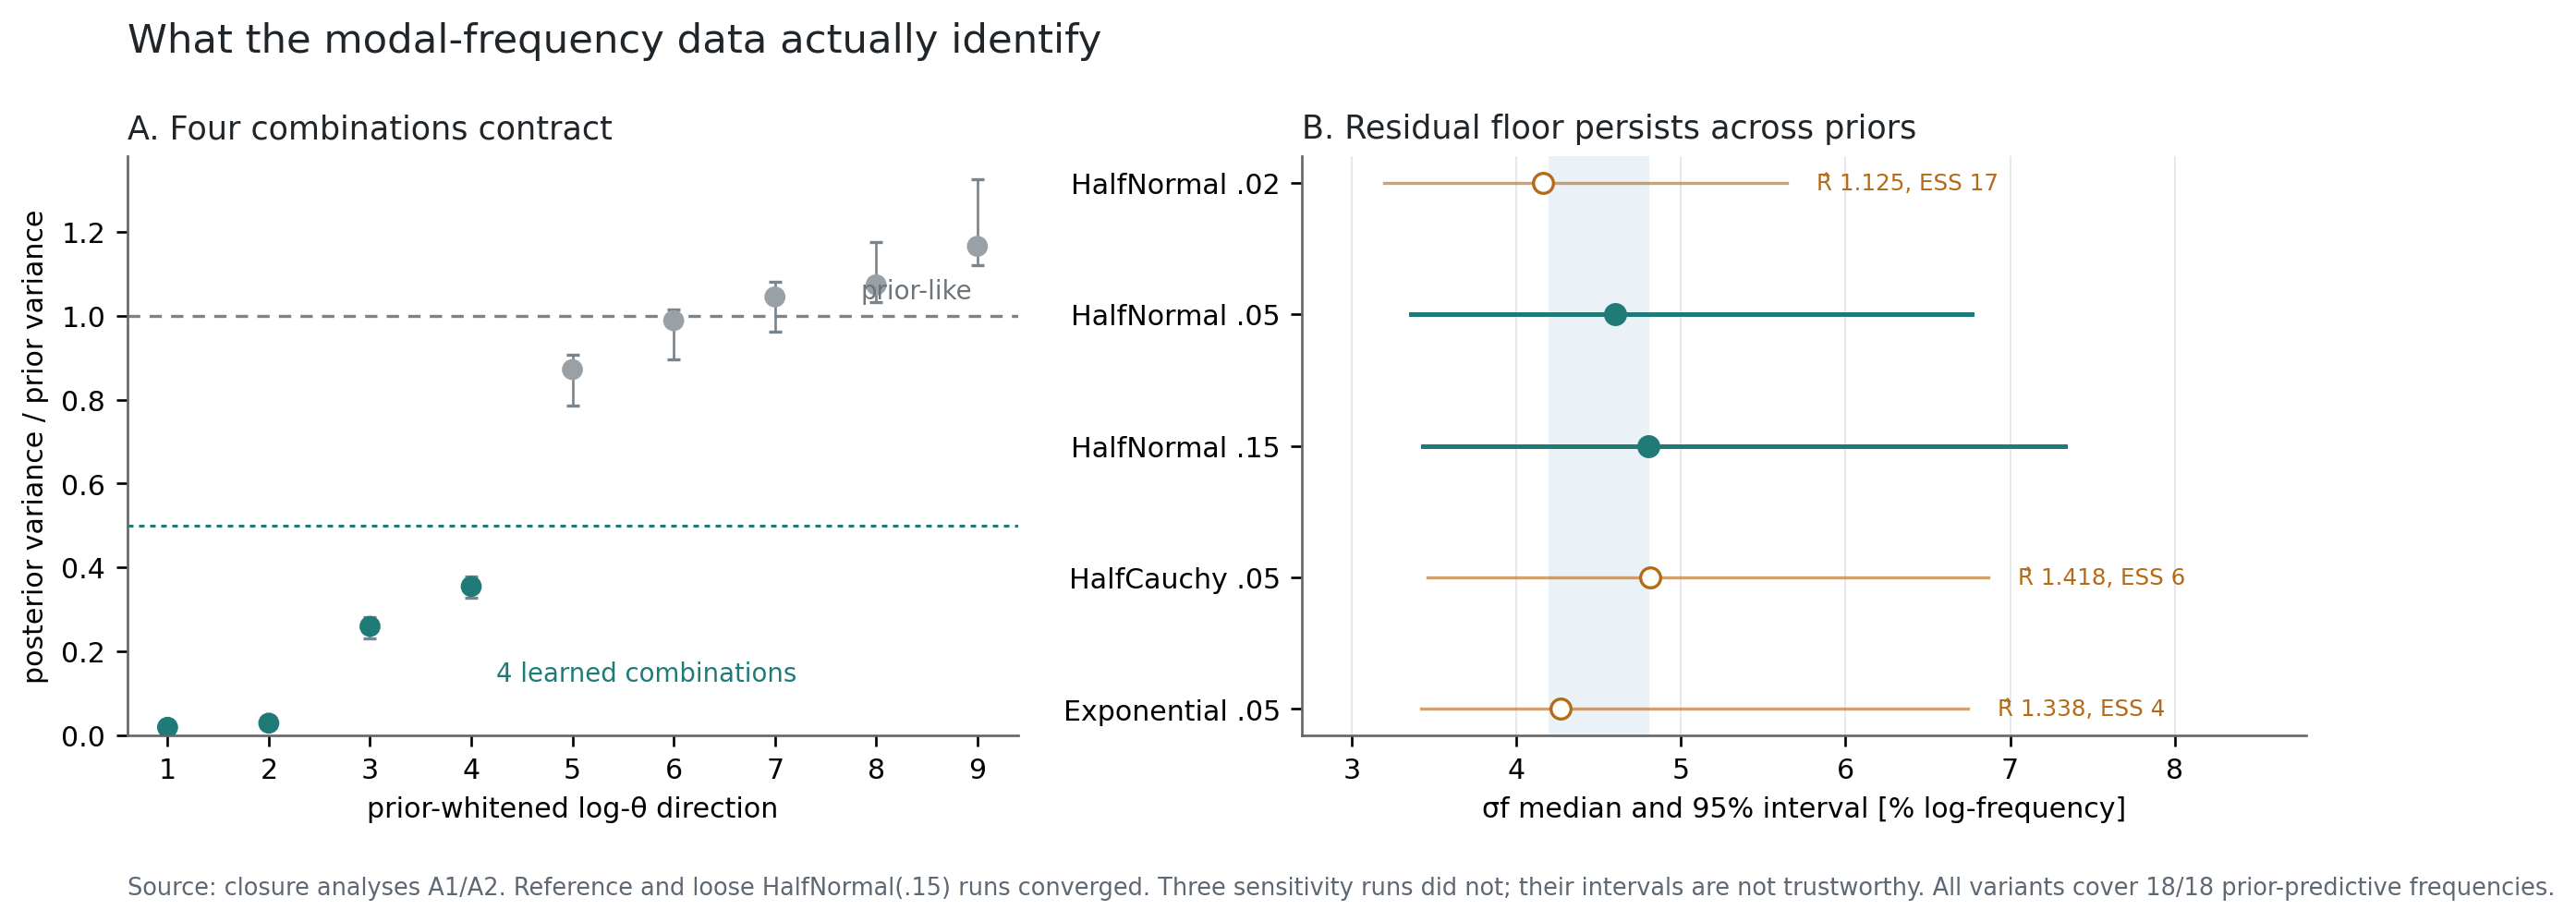 What the modal-frequency data actually identify
A. Four combinations contract
posterior variance / prior variance
1.2
1.0
0.8
0.6
0.4
0.2
0.0
prior-like
4 learned combinations
1 2 3 4 5 6 7 8 9
prior-whitened log-θ direction
B. Residual floor persists across priors
HalfNormal .02
R̂ 1.125, ESS 17
HalfNormal .05
HalfNormal .15
HalfCauchy .05
R̂ 1.418, ESS 6
Exponential .05
R̂ 1.338, ESS 4
3 4 5 6 7 8
σf median and 95% interval [% log-frequency]
Source: closure analyses A1/A2. Reference and loose HalfNormal(.15) runs converged. Three sensitivity runs did not; their intervals are not trustworthy. All variants cover 18/18 prior-predictive frequencies.